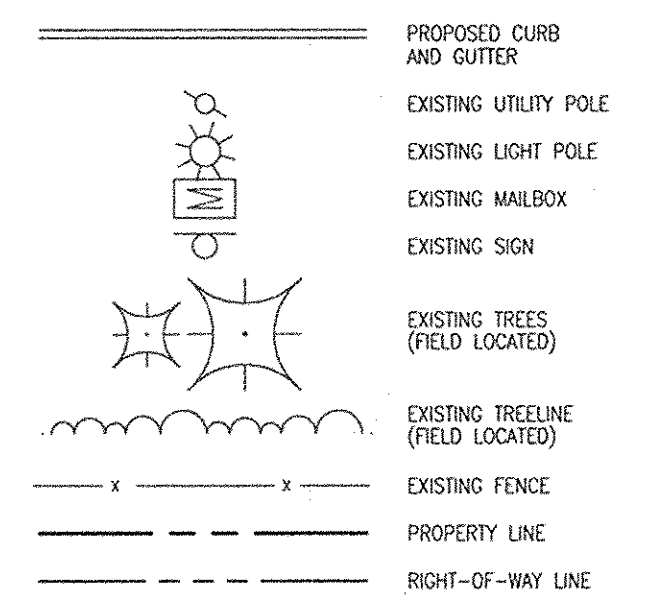 PROPOSED CURB
AND GUTTER
EXISTING UTILITY POLE
EXISTING LIGHT POLE
M
EXISTING MAILBOX
EXISTING SIGN
EXISTING TREES
(FIELD LOCATED)
EXISTING TREELINE
(FIELD LOCATED)
X X
EXISTING FENCE
PROPERTY LINE
RIGHT-OF-WAY LINE